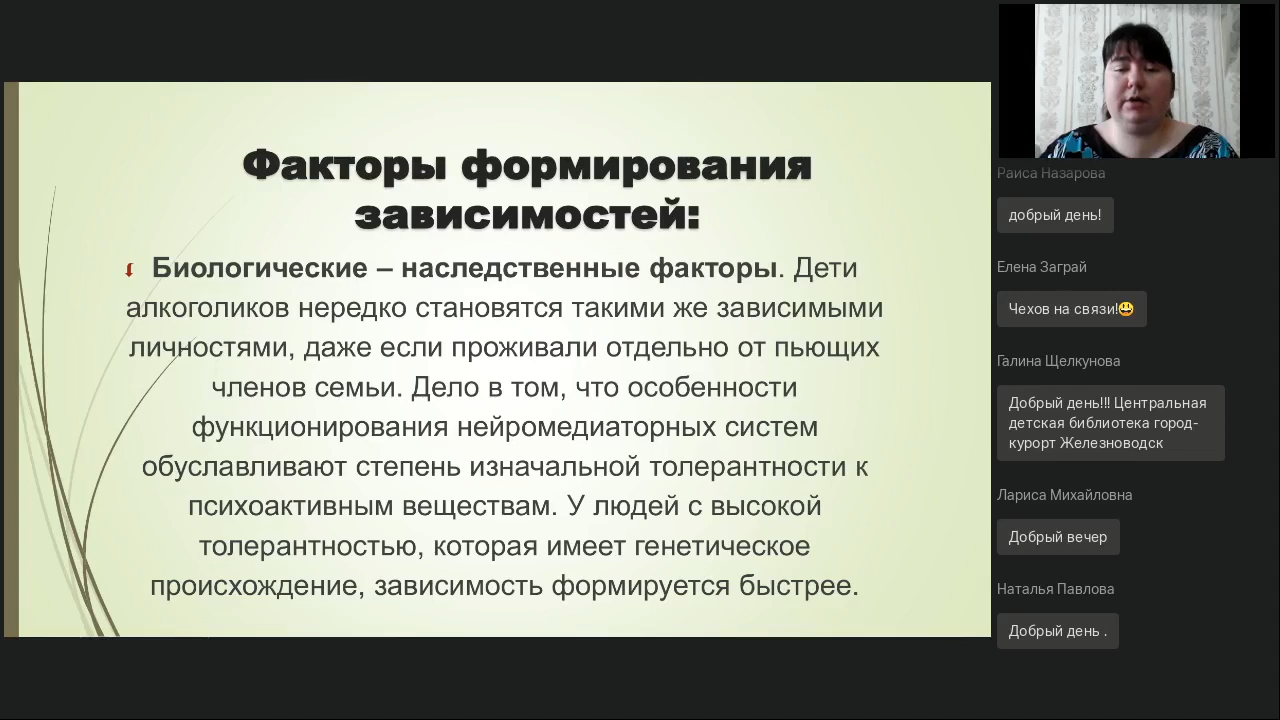 Факторы формирования
зависимостей:
Биологические – наследственные факторы. Дети
алкоголиков нередко становятся такими же зависимыми
личностями, даже если проживали отдельно от пьющих
членов семьи. Дело в том, что особенности
функционирования нейромедиаторных систем
обуславливают степень изначальной толерантности к
психоактивным веществам. У людей с высокой
толерантностью, которая имеет генетическое
происхождение, зависимость формируется быстрее.
Раиса Назарова
добрый день!
Елена Заграй
Чехов на связи!😃
Галина Щелкунова
Добрый день!!! Центральная
детская библиотека город-
курорт Железноводск
Лариса Михайловна
Добрый вечер
Наталья Павлова
Добрый день .